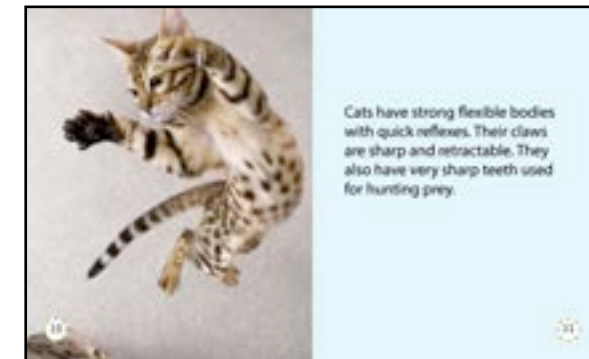 Cats have strong flexible bodies
with quick reflexes. Their claws
are sharp and retractable. They
also have very sharp teeth used
for hunting prey.